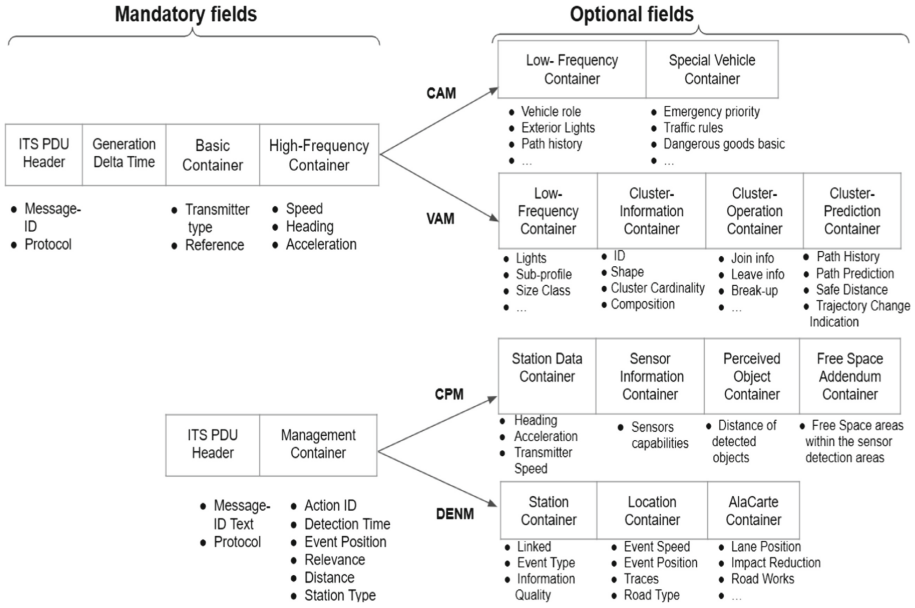 Mandatory fields
Optional fields
ITS PDU
Header
Generation
Delta Time
Basic
Container
High-Frequency
Container
● Message-
ID
● Protocol
● Transmitter
type
● Reference
● Speed
● Heading
● Acceleration
CAM
Low- Frequency
Container
Special Vehicle
Container
● Vehicle role
● Exterior Lights
● Path history
● ...
● Emergency priority
● Traffic rules
● Dangerous goods basic
● ...
VAM
Low-
Frequency
Container
Cluster-
Information
Container
Cluster-
Operation
Container
Cluster-
Prediction
Container
● Lights
● Sub-profile
● Size Class
● ...
● ID
● Shape
● Cluster Cardinality
● Composition
● Join info
● Leave info
● Break-up
● ...
● Path History
● Path Prediction
● Safe Distance
● Trajectory Change
Indication
ITS PDU
Header
Management
Container
● Message-
ID Text
● Protocol
● Action ID
● Detection Time
● Event Position
● Relevance
● Distance
● Station Type
CPM
Station Data
Container
Sensor
Information
Container
Perceived
Object
Container
Free Space
Addendum
Container
● Heading
● Acceleration
● Transmitter
Speed
● Sensors
capabilities
● Distance of
detected
objects
● Free Space areas
within the sensor
detection areas
DENM
Station
Container
Location
Container
AlaCarte
Container
● Linked
● Event Type
● Information
Quality
● Event Speed
● Event Position
● Traces
● Road Type
● Lane Position
● Impact Reduction
● Road Works
● ...